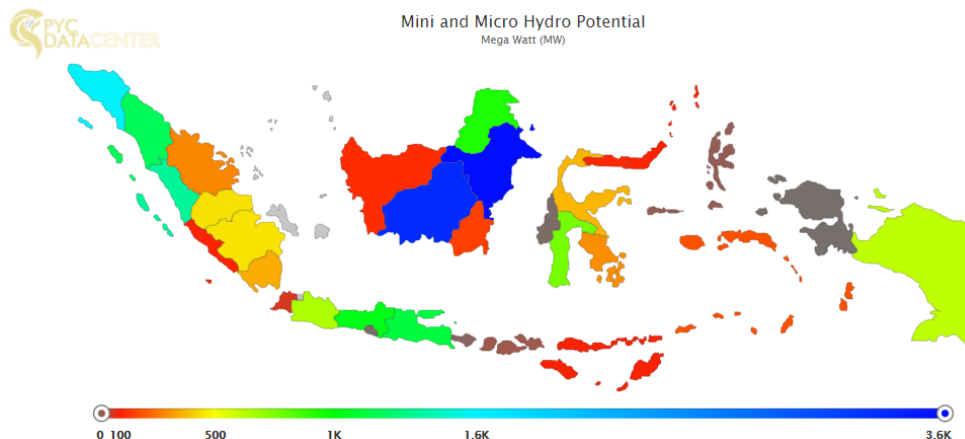 PYC
DATACENTER
Mini and Micro Hydro Potential
Mega Watt (MW)
0 100 500 1K 1.6K 3.6K